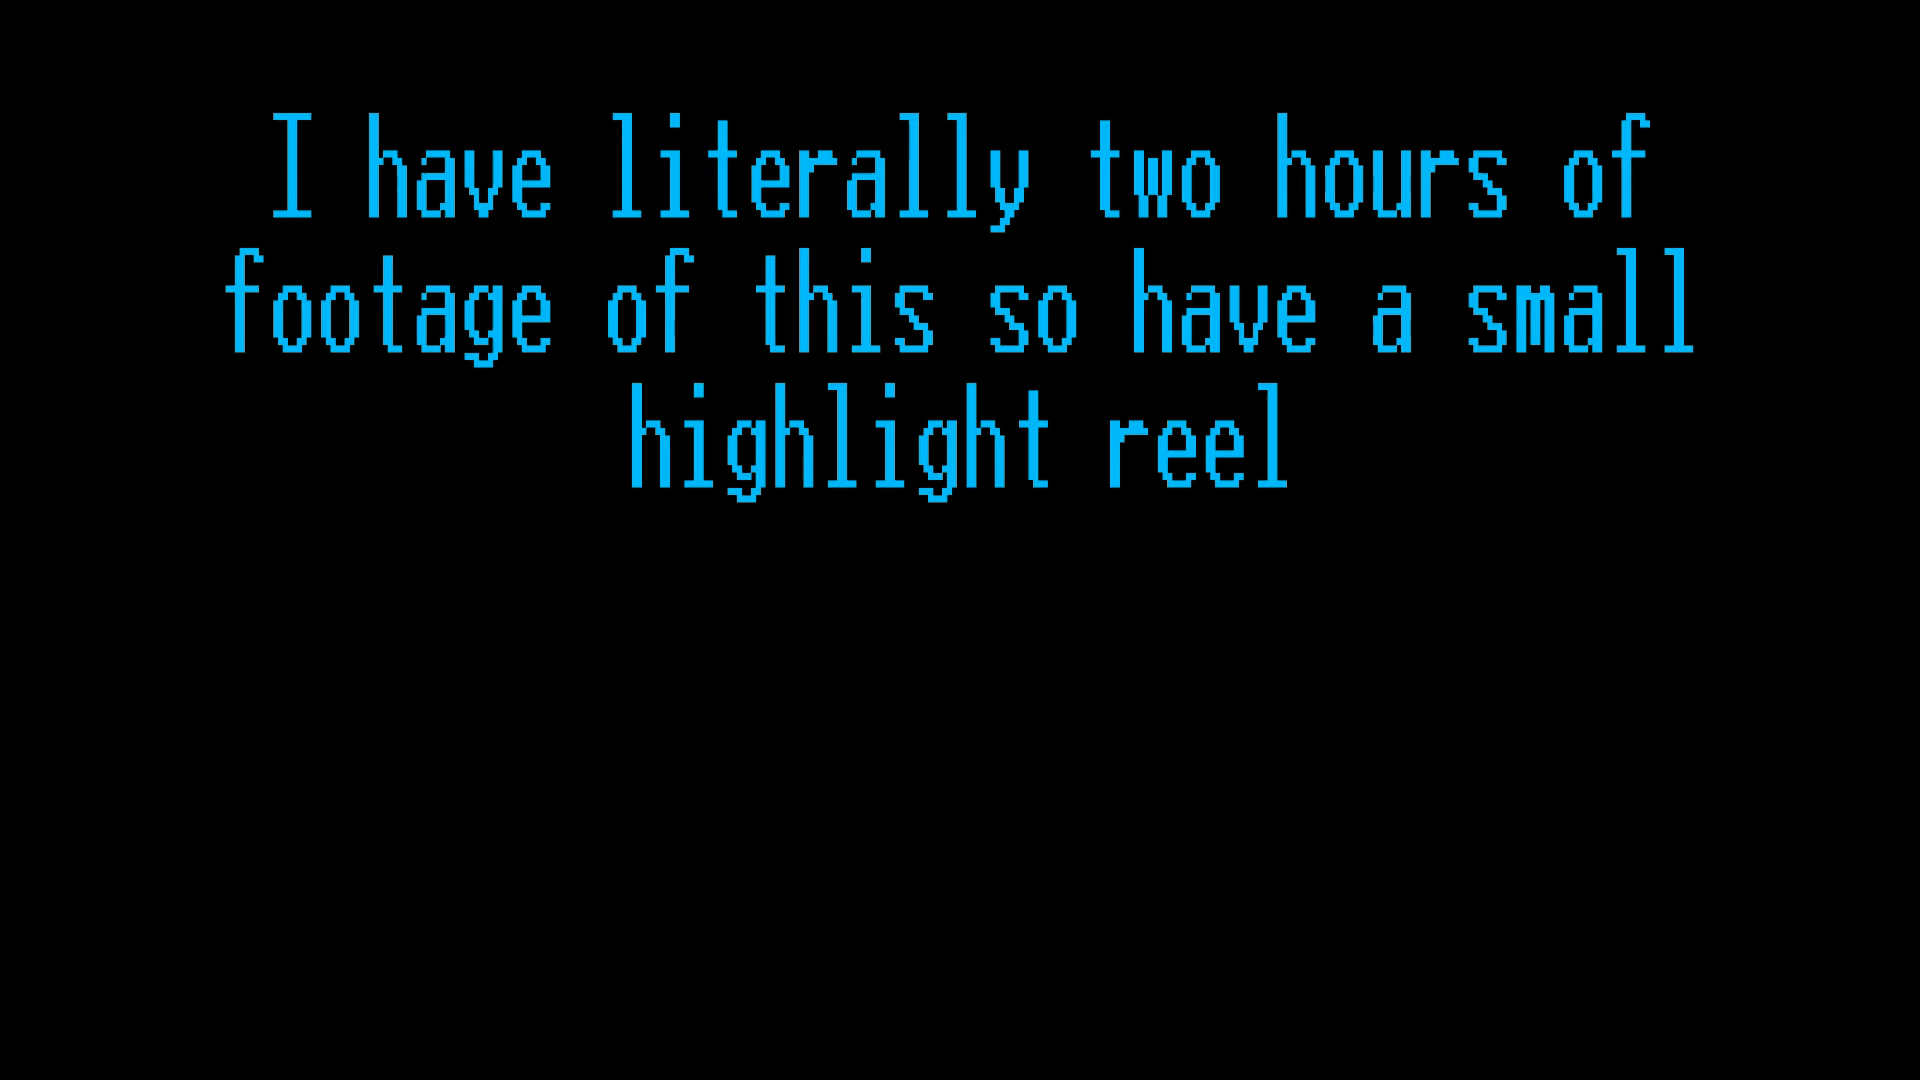 I have literally two hours of
footage of this so have a small
highlight reel